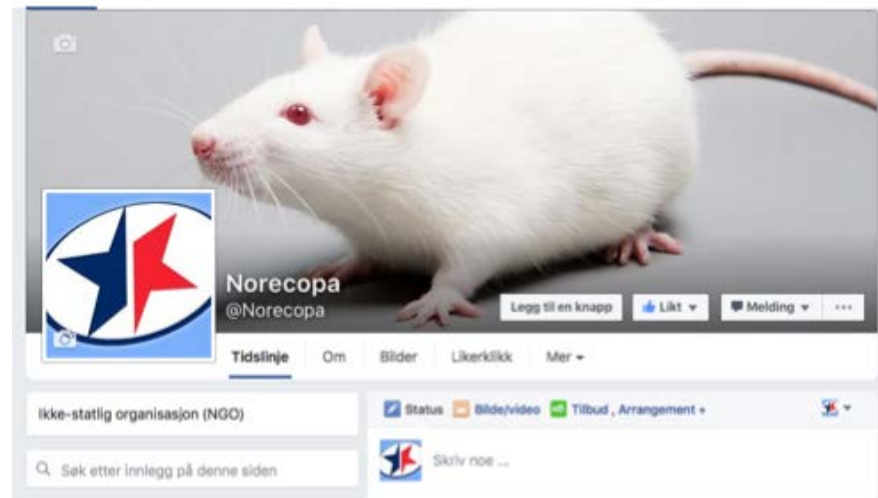 Norecopa
@Norecopa
Legg til en knapp
Likt
Melding
Tidslinje
Om
Bilder
Likerklikk
Mer
Ikke-statlig organisasjon (NGO)
Status
Bilde/video
Tilbud , Arrangement +
Søk etter innlegg på denne siden
Skriv noe ...